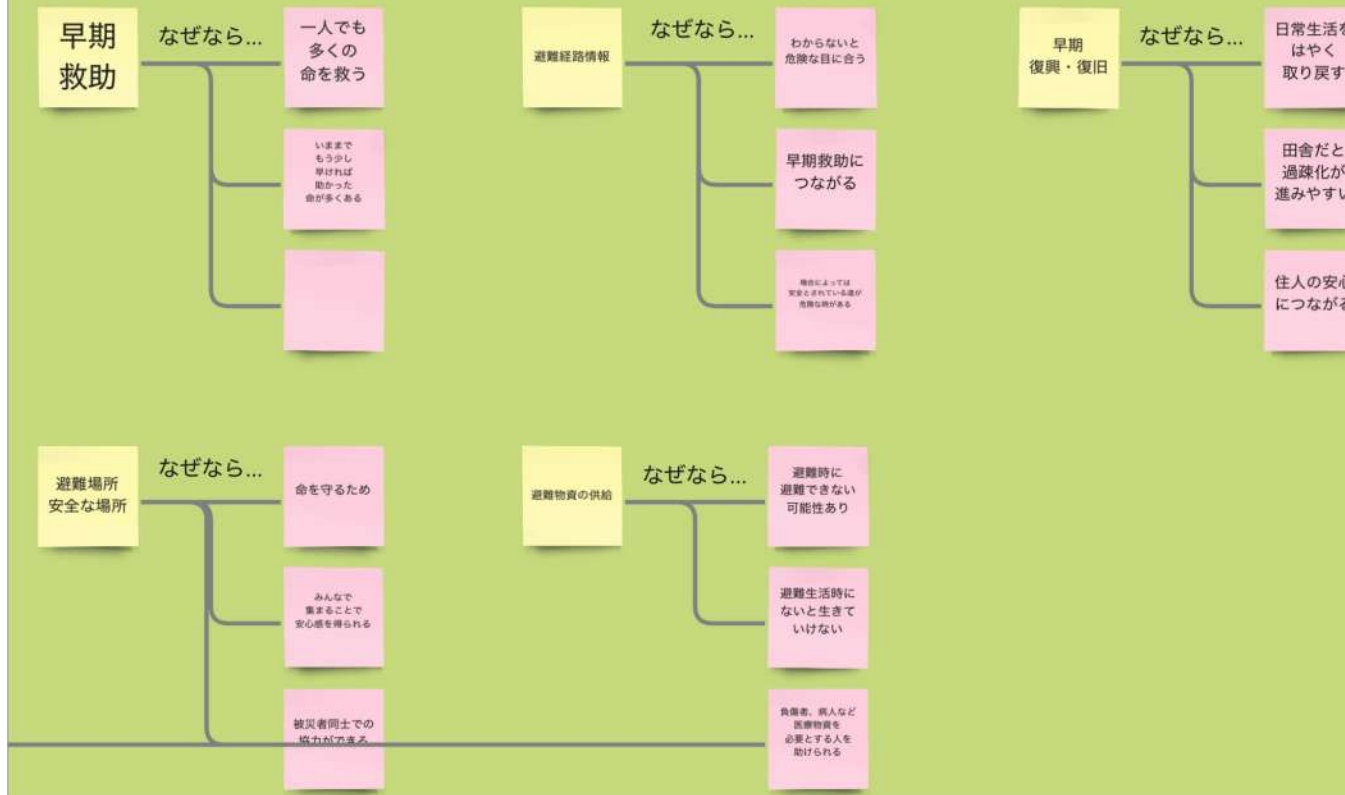 早期
救助
なぜなら...
一人でも
多くの
命を救う
いままで
もう少し
早ければ
助かった
命が多くある
避難経路情報
なぜなら...
わからないと
危険な目に合う
早期救助に
つながる
場合によっては
安全とされている道が
危険な時がある
早期
復興・復旧
なぜなら...
日常生活を
はやく
取り戻す
田舎だと
過疎化が
進みやすい
住人の安心
につながる
避難場所
安全な場所
なぜなら...
命を守るため
みんなで
集まることで
安心感を得られる
被災者同士での
協力ができる
避難物資の供給
なぜなら...
避難時に
避難できない
可能性あり
避難生活時に
ないと生きて
いけない
負傷者、病人など
医療物資を
必要とする人を
助けられる